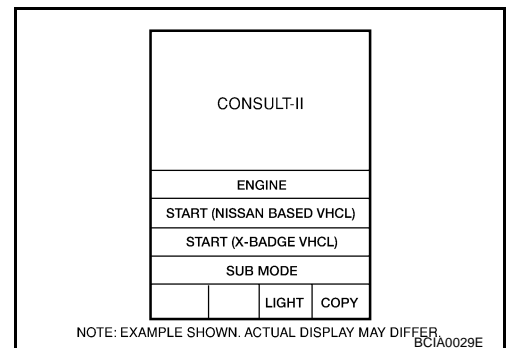 CONSULT-II
ENGINE
START (NISSAN BASED VHCL)
START (X-BADGE VHCL)
SUB MODE
LIGHT COPY
NOTE: EXAMPLE SHOWN. ACTUAL DISPLAY MAY DIFFER.
BCIA0029E